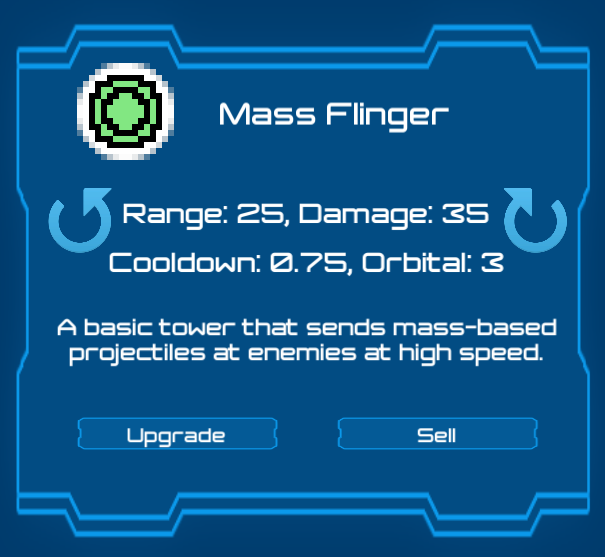 Mass Flinger
Range: 25, Damage: 35
Cooldown: 0.75, Orbital: 3
A basic tower that sends mass-based
projectiles at enemies at high speed.
Upgrade
Sell